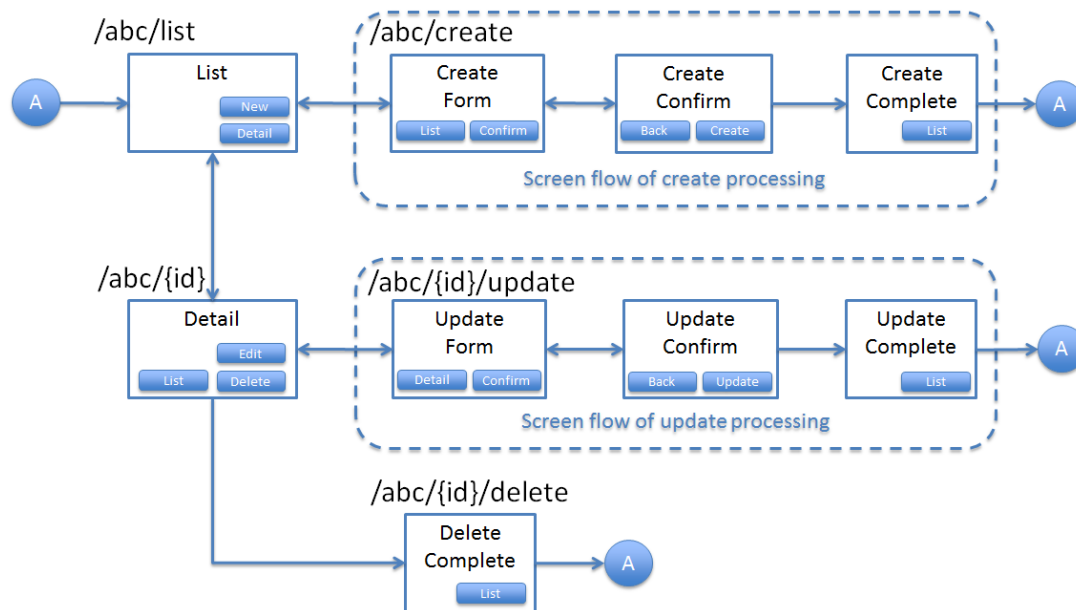 /abc/list
/abc/create
A
List
New
Detail
Create
Form
List
Confirm
Create
Confirm
Back
Create
Create
Complete
List
A
Screen flow of create processing
/abc/{id}
/abc/{id}/update
Detail
Edit
List
Delete
Update
Form
Detail
Confirm
Update
Confirm
Back
Update
Update
Complete
List
A
Screen flow of update processing
/abc/{id}/delete
Delete
Complete
List
A